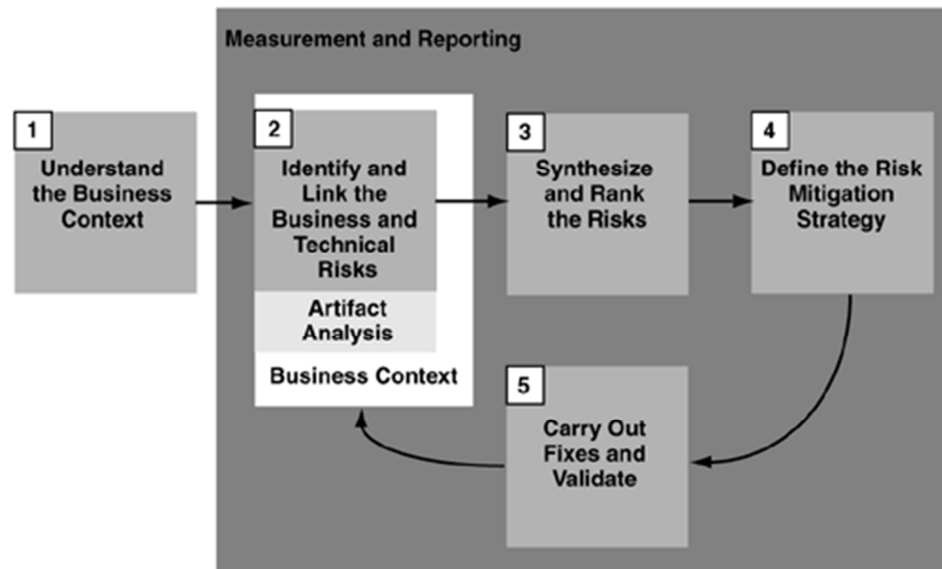 Measurement and Reporting
1
Understand
the Business
Context
2
Identify and
Link the
Business and
Technical
Risks
Artifact
Analysis
Business Context
3
Synthesize
and Rank
the Risks
4
Define the Risk
Mitigation
Strategy
5
Carry Out
Fixes and
Validate